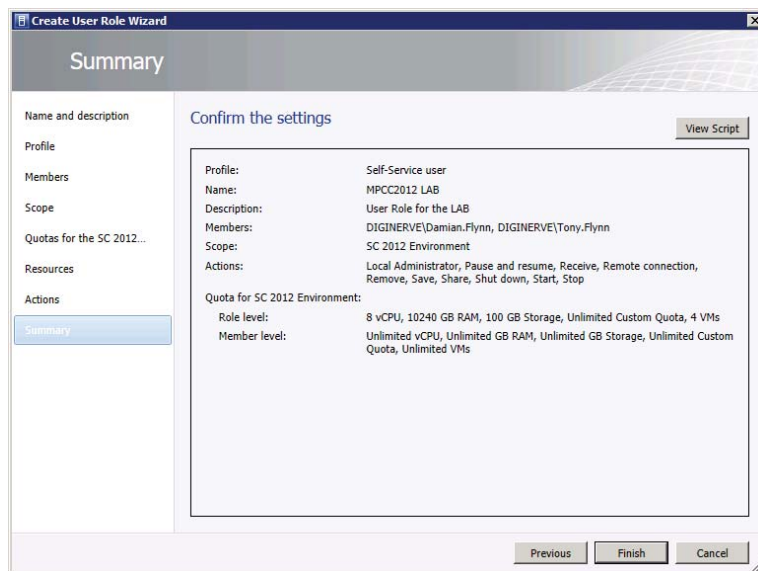 Create User Role Wizard
Summary
Name and description
Profile
Members
Scope
Quotas for the SC 2012...
Resources
Actions
Summary
Confirm the settings
View Script
Profile: Self-Service user
Name: MPCC2012 LAB
Description: User Role for the LAB
Members: DIGINERVE\Damian.Flynn, DIGINERVE\Tony.Flynn
Scope: SC 2012 Environment
Actions: Local Administrator, Pause and resume, Receive, Remote connection,
Remove, Save, Share, Shut down, Start, Stop
Quota for SC 2012 Environment:
Role level: 8 vCPU, 10240 GB RAM, 100 GB Storage, Unlimited Custom Quota, 4 VMs
Member level: Unlimited vCPU, Unlimited GB RAM, Unlimited GB Storage, Unlimited Custom
Quota, Unlimited VMs
Previous Finish Cancel